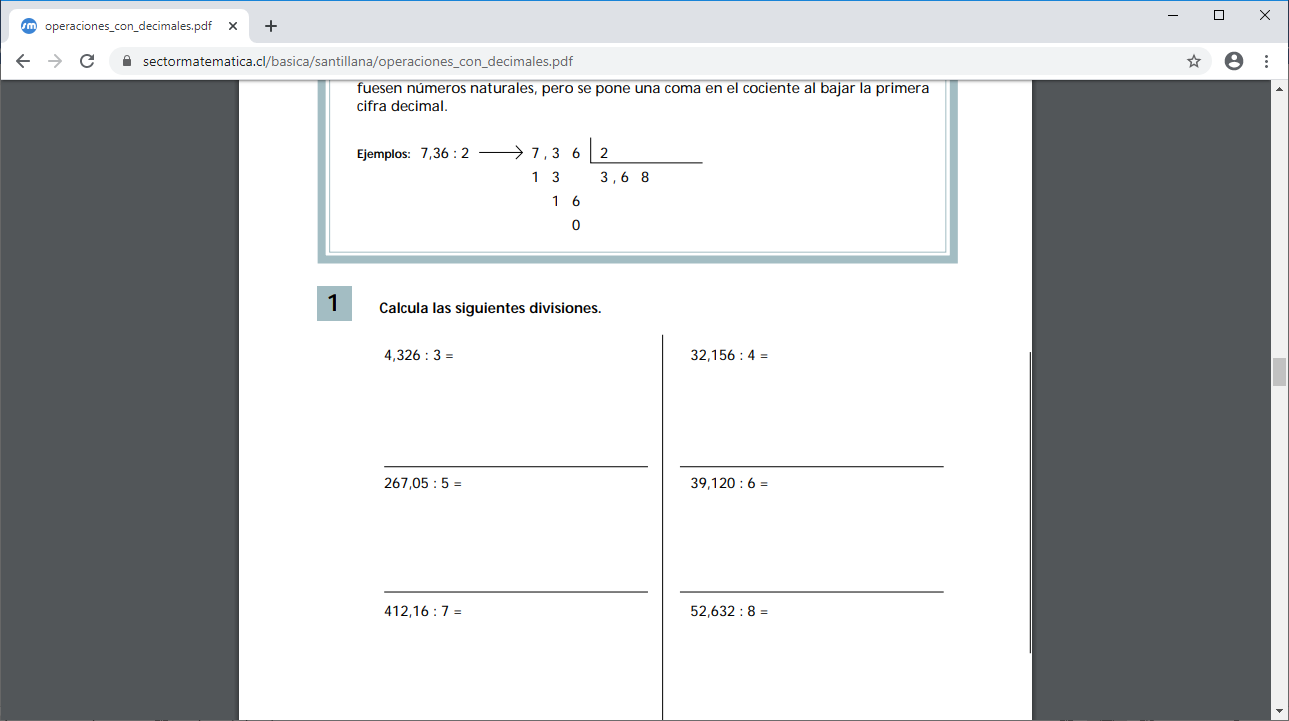 operaciones_con_decimales.pdf
sectormatematica.cl/basica/santillana/operaciones_con_decimales.pdf
fuesen números naturales, pero se pone una coma en el cociente al bajar la primera
cifra decimal.
Ejemplos: 7,36 : 2 ⟶ 7 , 3 6 2
1 3 3 , 6 8
1 6
0
1 Calcula las siguientes divisiones.
4,326 : 3 = 32,156 : 4 =
267,05 : 5 = 39,120 : 6 =
412,16 : 7 = 52,632 : 8 =